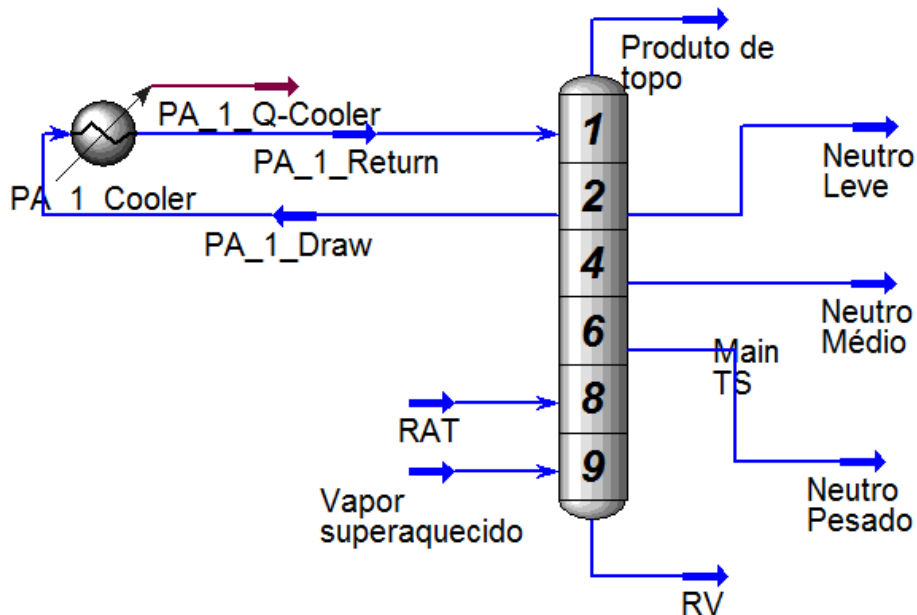 Produto de
topo
PA_1_Q-Cooler
PA_1_Return
PA_1_Cooler
PA_1_Draw
1
2
4
6
8
9
Neutro
Leve
Neutro
Médio
Main
TS
RAT
Vapor
superaquecido
Neutro
Pesado
RV